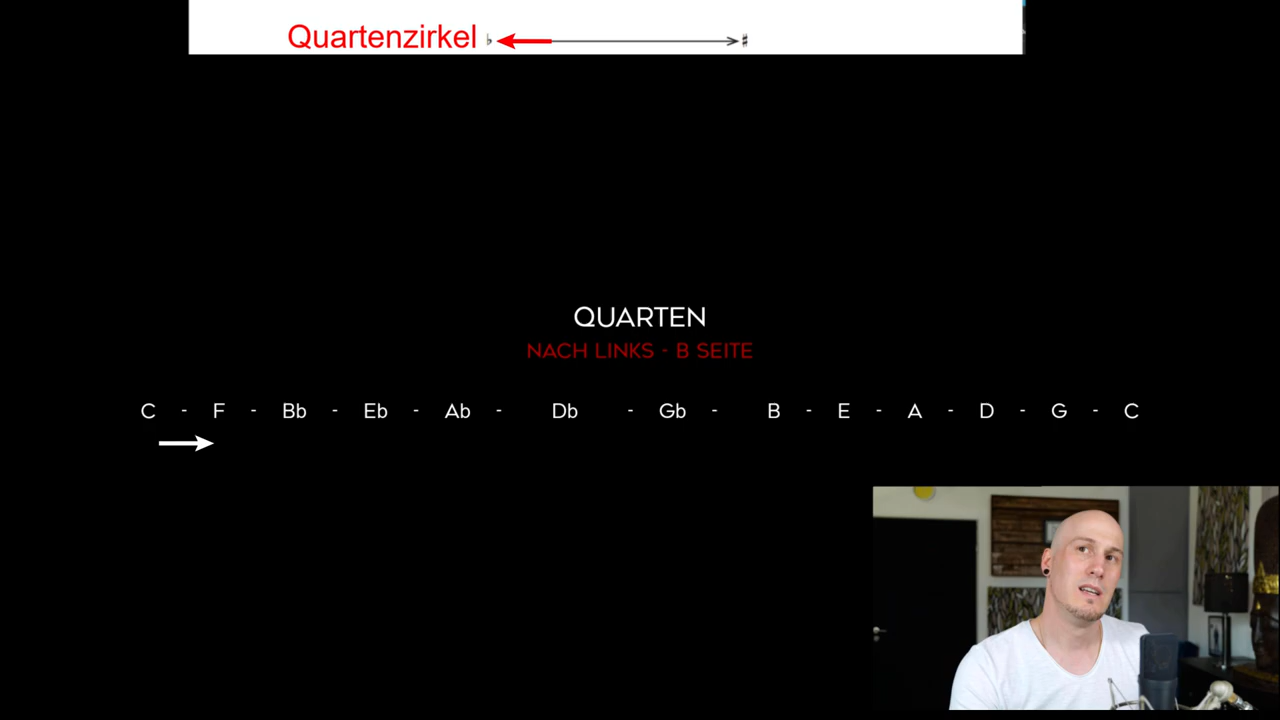 Quartenzirkel ♭ ♯
QUARTEN
NACH LINKS - B SEITE
C - F - Bb - Eb - Ab - Db - Gb - B - E - A - D - G - C